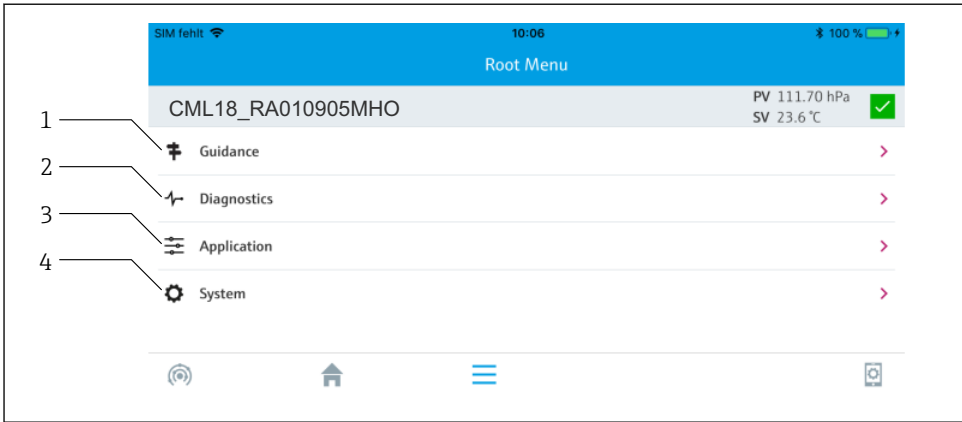 SIM fehlt 10:06 100 %
Root Menu
CML18_RA010905MHO
PV 111.70 hPa
SV 23.6 °C
1
Guidance
2
Diagnostics
3
Application
4
System